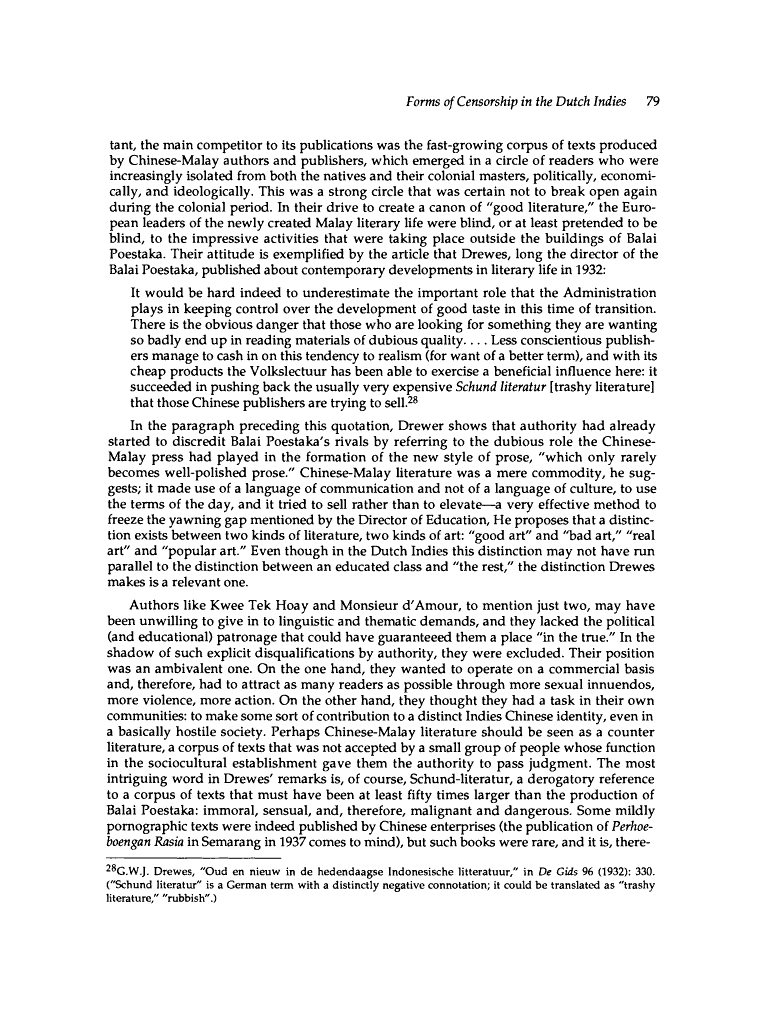 Forms of Censorship in the Dutch Indies 79
tant, the main competitor to its publications was the fast-growing corpus of texts produced
by Chinese-Malay authors and publishers, which emerged in a circle of readers who were
increasingly isolated from both the natives and their colonial masters, politically, economi-
cally, and ideologically. This was a strong circle that was certain not to break open again
during the colonial period. In their drive to create a canon of "good literature," the Euro-
pean leaders of the newly created Malay literary life were blind, or at least pretended to be
blind, to the impressive activities that were taking place outside the buildings of Balai
Poestaka. Their attitude is exemplified by the article that Drewes, long the director of the
Balai Poestaka, published about contemporary developments in literary life in 1932:
It would be hard indeed to underestimate the important role that the Administration
plays in keeping control over the development of good taste in this time of transition.
There is the obvious danger that those who are looking for something they are wanting
so badly end up in reading materials of dubious quality. . . . Less conscientious publish-
ers manage to cash in on this tendency to realism (for want of a better term), and with its
cheap products the Volkslectuur has been able to exercise a beneficial influence here: it
succeeded in pushing back the usually very expensive Schund literatur [trashy literature]
that those Chinese publishers are trying to sell.28
In the paragraph preceding this quotation, Drewer shows that authority had already
started to discredit Balai Poestaka's rivals by referring to the dubious role the Chinese-
Malay press had played in the formation of the new style of prose, "which only rarely
becomes well-polished prose." Chinese-Malay literature was a mere commodity, he sug-
gests; it made use of a language of communication and not of a language of culture, to use
the terms of the day, and it tried to sell rather than to elevate—a very effective method to
freeze the yawning gap mentioned by the Director of Education, He proposes that a distinc-
tion exists between two kinds of literature, two kinds of art: "good art" and "bad art," "real
art" and "popular art." Even though in the Dutch Indies this distinction may not have run
parallel to the distinction between an educated class and "the rest," the distinction Drewes
makes is a relevant one.
Authors like Kwee Tek Hoay and Monsieur d'Amour, to mention just two, may have
been unwilling to give in to linguistic and thematic demands, and they lacked the political
(and educational) patronage that could have guaranteeed them a place "in the true." In the
shadow of such explicit disqualifications by authority, they were excluded. Their position
was an ambivalent one. On the one hand, they wanted to operate on a commercial basis
and, therefore, had to attract as many readers as possible through more sexual innuendos,
more violence, more action. On the other hand, they thought they had a task in their own
communities: to make some sort of contribution to a distinct Indies Chinese identity, even in
a basically hostile society. Perhaps Chinese-Malay literature should be seen as a counter
literature, a corpus of texts that was not accepted by a small group of people whose function
in the sociocultural establishment gave them the authority to pass judgment. The most
intriguing word in Drewes' remarks is, of course, Schund-literatur, a derogatory reference
to a corpus of texts that must have been at least fifty times larger than the production of
Balai Poestaka: immoral, sensual, and, therefore, malignant and dangerous. Some mildly
pornographic texts were indeed published by Chinese enterprises (the publication of Perhoe-
boengan Rasia in Semarang in 1937 comes to mind), but such books were rare, and it is, there-
28G.W.J. Drewes, "Oud en nieuw in de hedendaagse Indonesische litteratuur," in De Gids 96 (1932): 330.
("Schund literatur" is a German term with a distinctly negative connotation; it could be translated as "trashy
literature," "rubbish".)